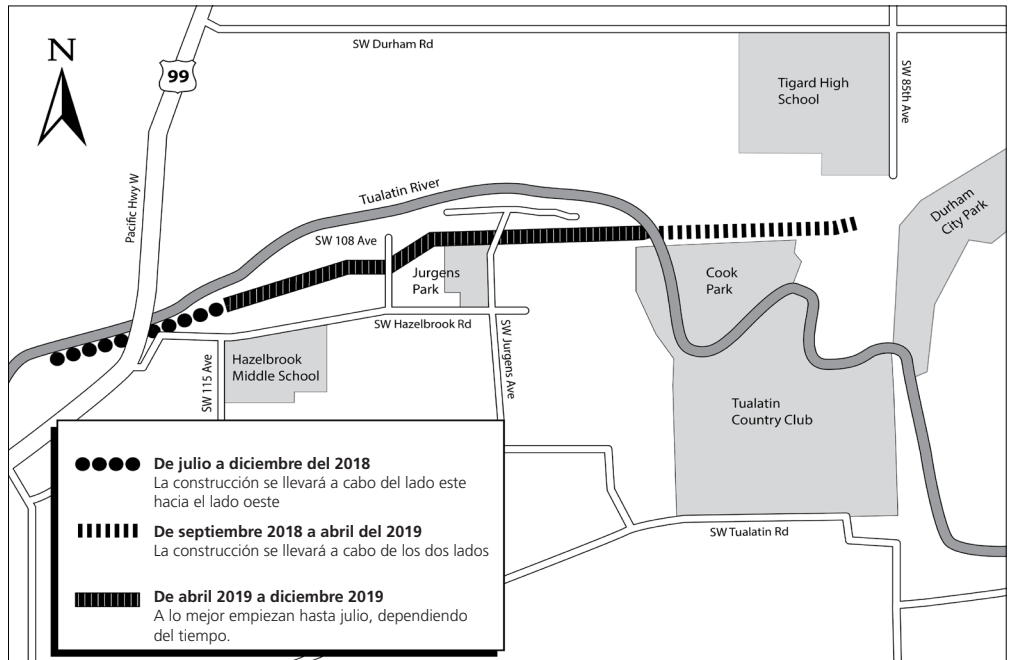 N
99
SW Durham Rd
Tigard High
School
SW 85th Ave
Pacific Hwy W
Tualatin River
Durham
City Park
SW 108 Ave
Jurgens
Park
Cook
Park
SW Hazelbrook Rd
SW Jurgens Ave
SW 115 Ave
Hazelbrook
Middle School
Tualatin
Country Club
SW Tualatin Rd
De julio a diciembre del 2018
La construcción se llevará a cabo del lado este
hacia el lado oeste
De septiembre 2018 a abril del 2019
La construcción se llevará a cabo de los dos lados
De abril 2019 a diciembre 2019
A lo mejor empiezan hasta julio, dependiendo
del tiempo.